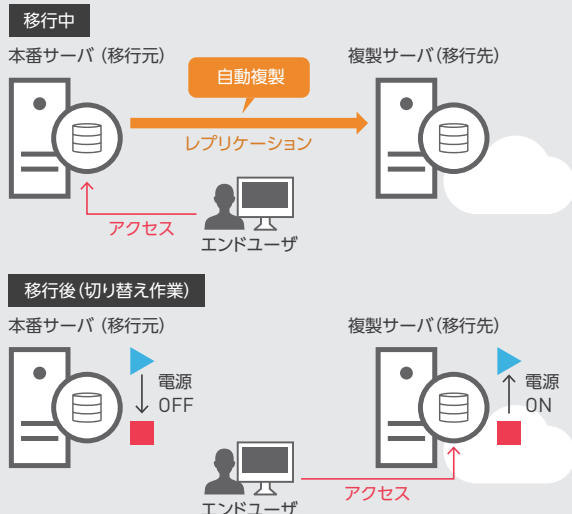 移行中
本番サーバ（移行元）
複製サーバ（移行先）
自動複製
レプリケーション
アクセス
エンドユーザ
移行後（切り替え作業）
本番サーバ（移行元）
複製サーバ（移行先）
電源
OFF
電源
ON
アクセス
エンドユーザ